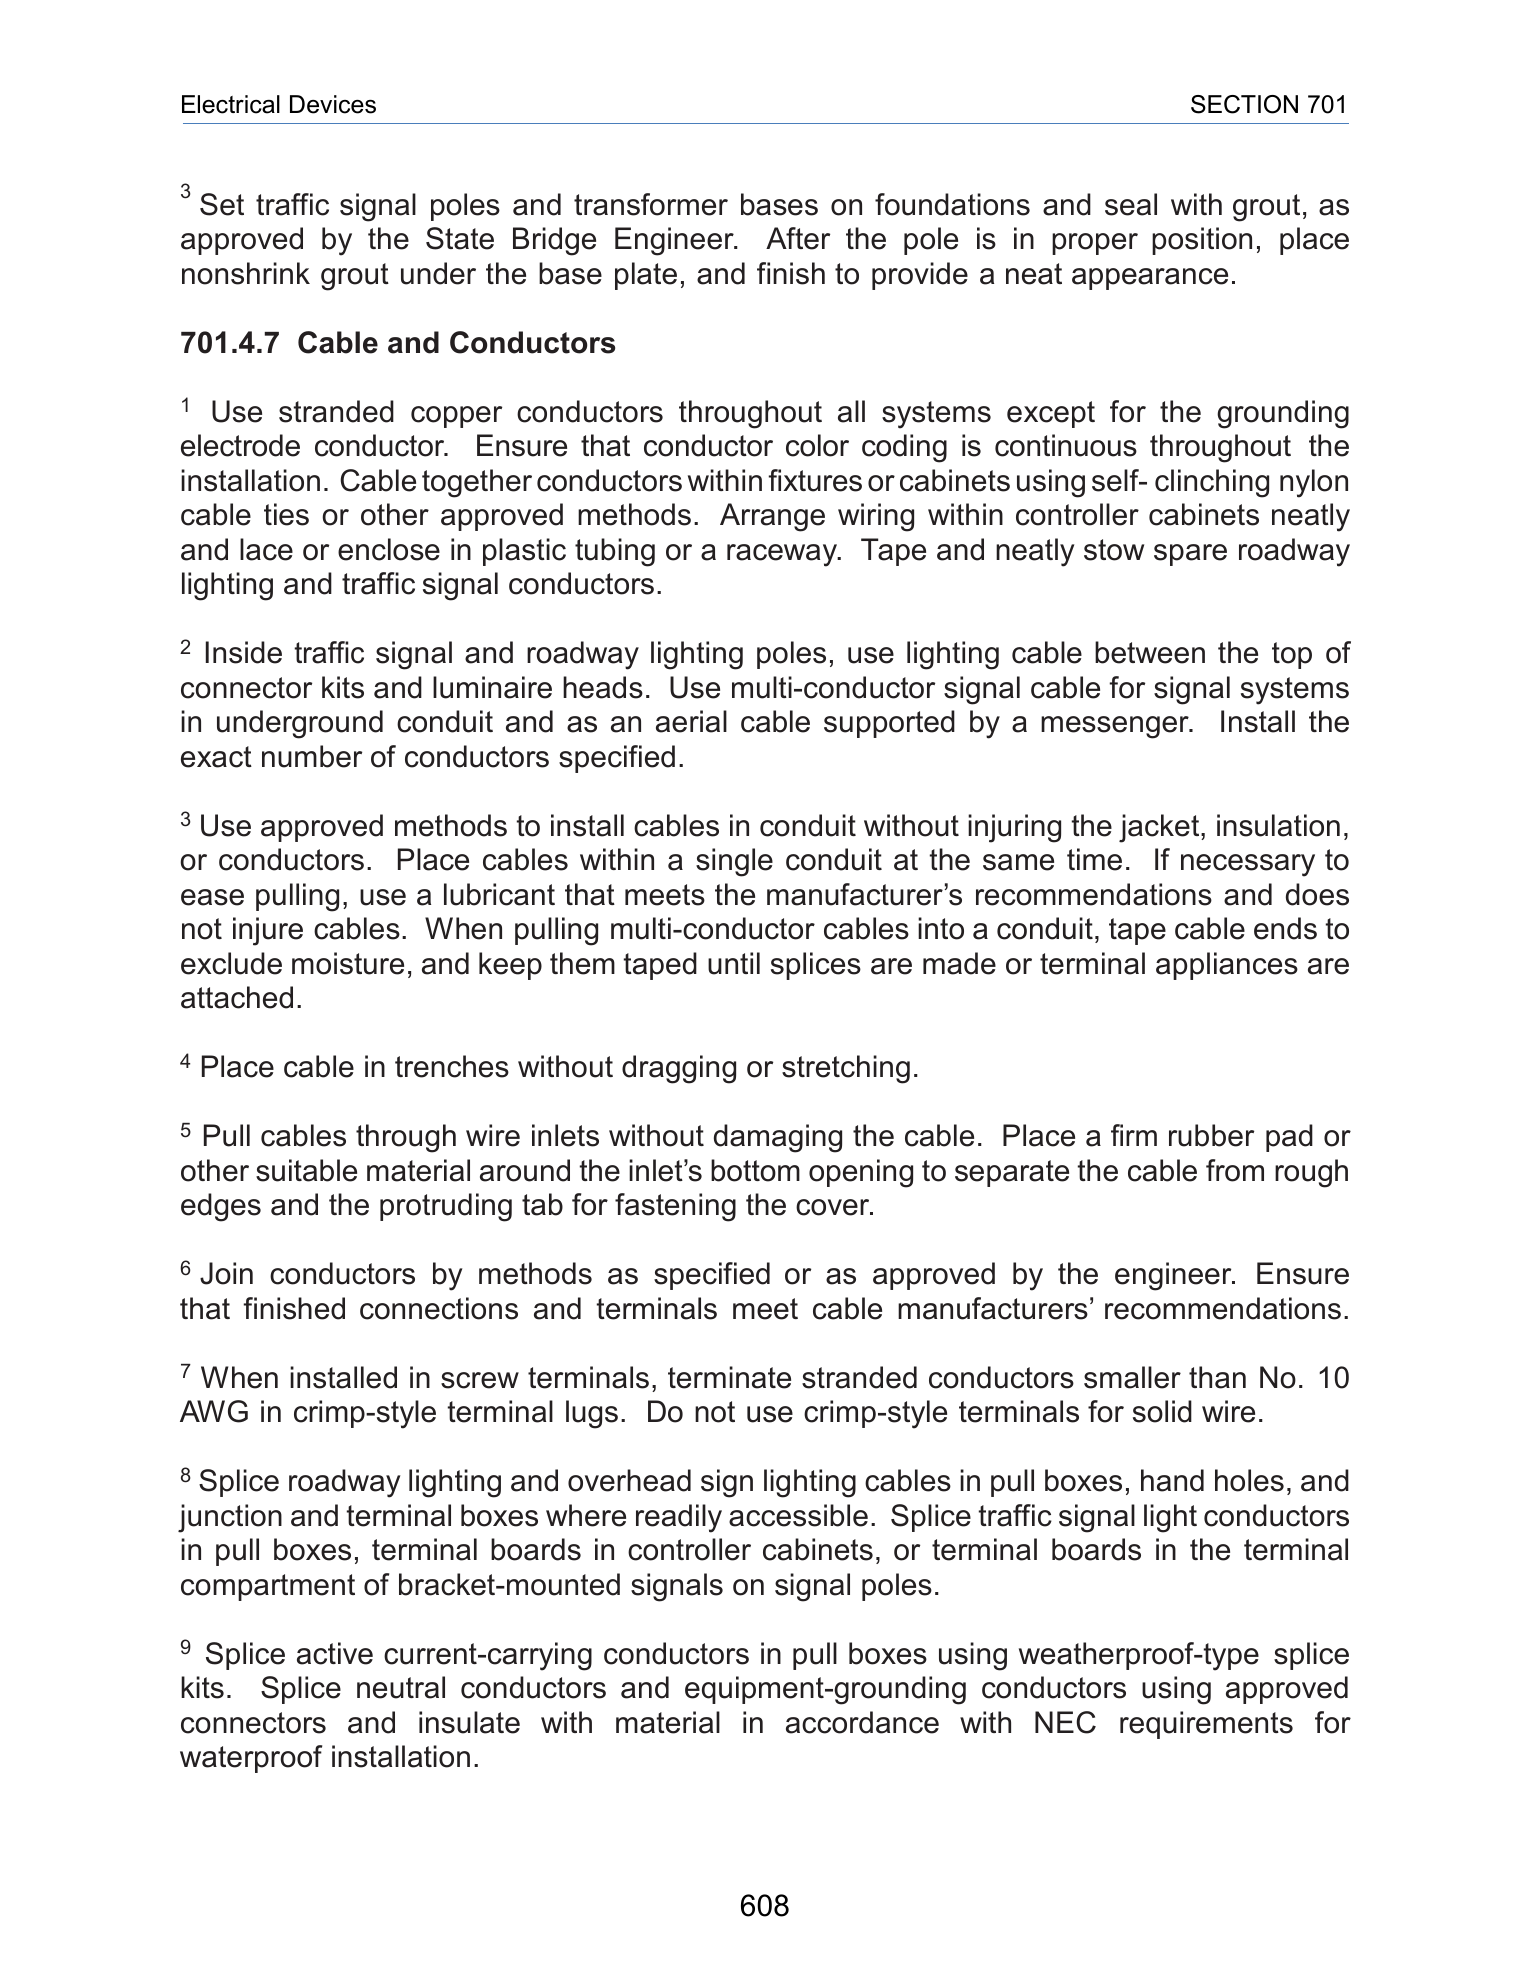 Electrical Devices SECTION 701
3 Set traffic signal poles and transformer bases on foundations and seal with grout, as
approved by the State Bridge Engineer. After the pole is in proper position, place
nonshrink grout under the base plate, and finish to provide a neat appearance.
701.4.7 Cable and Conductors
1 Use stranded copper conductors throughout all systems except for the grounding
electrode conductor. Ensure that conductor color coding is continuous throughout the
installation. Cable together conductors within fixtures or cabinets using self- clinching nylon
cable ties or other approved methods. Arrange wiring within controller cabinets neatly
and lace or enclose in plastic tubing or a raceway. Tape and neatly stow spare roadway
lighting and traffic signal conductors.
2 Inside traffic signal and roadway lighting poles, use lighting cable between the top of
connector kits and luminaire heads. Use multi-conductor signal cable for signal systems
in underground conduit and as an aerial cable supported by a messenger. Install the
exact number of conductors specified.
3 Use approved methods to install cables in conduit without injuring the jacket, insulation,
or conductors. Place cables within a single conduit at the same time. If necessary to
ease pulling, use a lubricant that meets the manufacturer’s recommendations and does
not injure cables. When pulling multi-conductor cables into a conduit, tape cable ends to
exclude moisture, and keep them taped until splices are made or terminal appliances are
attached.
4 Place cable in trenches without dragging or stretching.
5 Pull cables through wire inlets without damaging the cable. Place a firm rubber pad or
other suitable material around the inlet’s bottom opening to separate the cable from rough
edges and the protruding tab for fastening the cover.
6 Join conductors by methods as specified or as approved by the engineer. Ensure
that finished connections and terminals meet cable manufacturers’ recommendations.
7 When installed in screw terminals, terminate stranded conductors smaller than No. 10
AWG in crimp-style terminal lugs. Do not use crimp-style terminals for solid wire.
8 Splice roadway lighting and overhead sign lighting cables in pull boxes, hand holes, and
junction and terminal boxes where readily accessible. Splice traffic signal light conductors
in pull boxes, terminal boards in controller cabinets, or terminal boards in the terminal
compartment of bracket-mounted signals on signal poles.
9 Splice active current-carrying conductors in pull boxes using weatherproof-type splice
kits. Splice neutral conductors and equipment-grounding conductors using approved
connectors and insulate with material in accordance with NEC requirements for
waterproof installation.
608